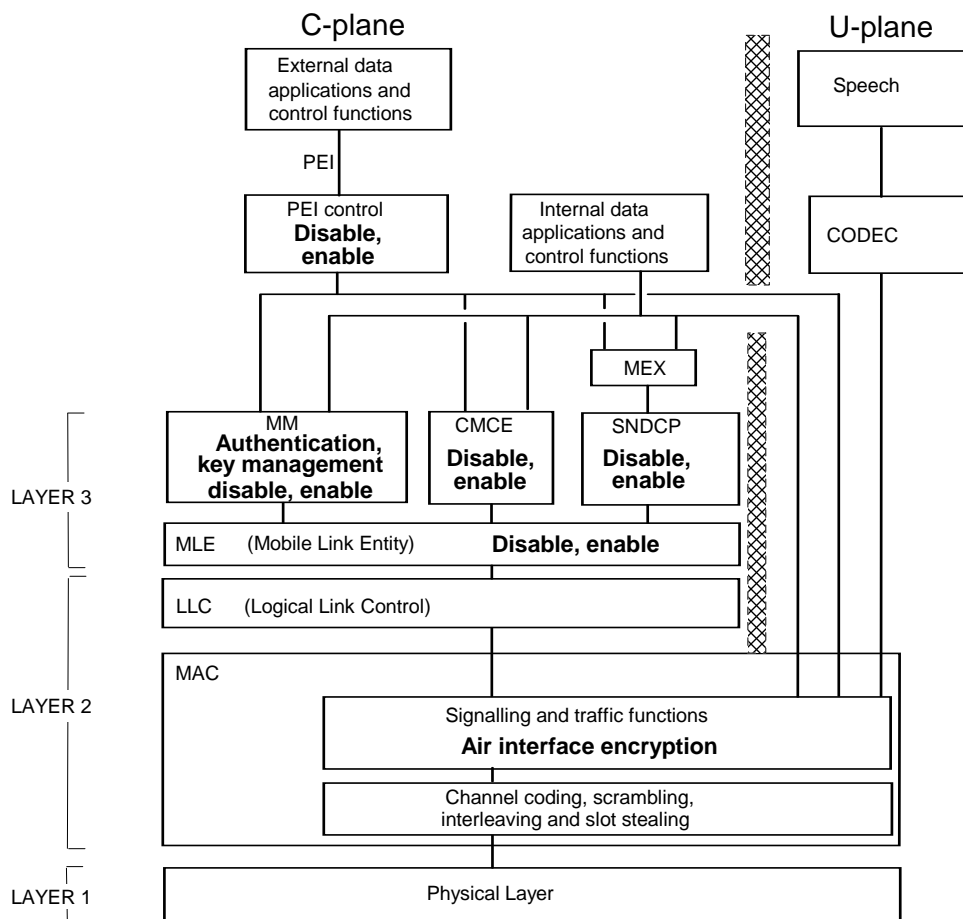 C-plane
U-plane
External data
applications and
control functions
Speech
PEI
PEI control
Disable,
enable
Internal data
applications and
control functions
CODEC
MEX
LAYER 3
MM
Authentication,
key management
disable, enable
CMCE
Disable,
enable
SNDCP
Disable,
enable
MLE (Mobile Link Entity) Disable, enable
LLC (Logical Link Control)
LAYER 2
MAC
Signalling and traffic functions
Air interface encryption
Channel coding, scrambling,
interleaving and slot stealing
LAYER 1
Physical Layer